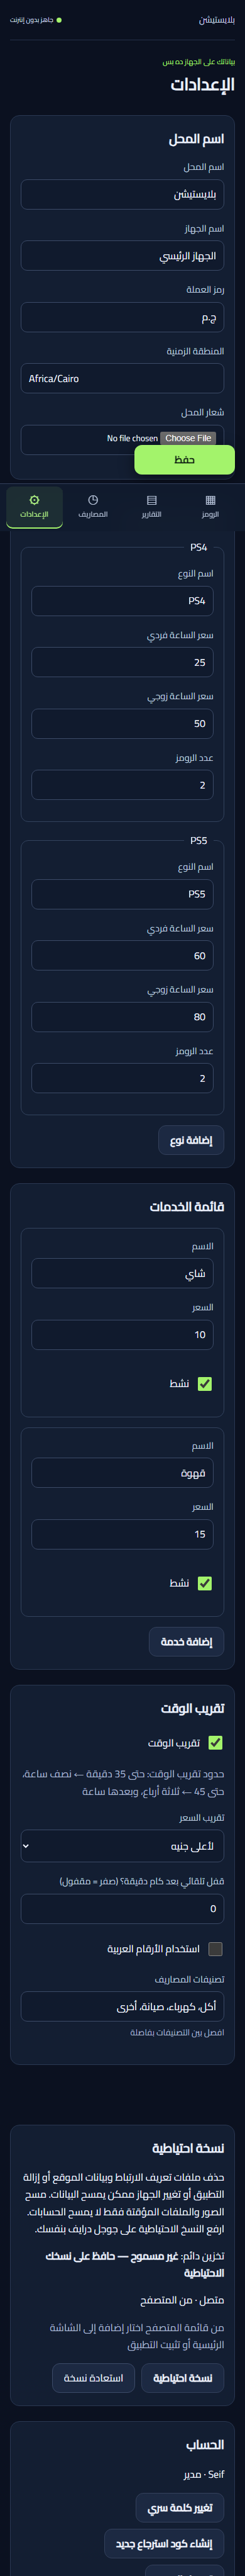 بلايستيشن
جاهز بدون إنترنت
بياناتك على الجهاز ده بس
الإعدادات
اسم المحل
اسم المحل
بلايستيشن
اسم الجهاز
الجهاز الرئيسي
رمز العملة
ج.م
المنطقة الزمنية
Africa/Cairo
شعار المحل
Choose File No file chosen
حفظ
الرومز
التقارير
المصاريف
الإعدادات
PS4
اسم النوع
PS4
سعر الساعة فردي
25
سعر الساعة زوجي
50
عدد الرومز
2
PS5
اسم النوع
PS5
سعر الساعة فردي
60
سعر الساعة زوجي
80
عدد الرومز
2
إضافة نوع
قائمة الخدمات
الاسم
شاي
السعر
10
نشط
الاسم
قهوة
السعر
15
نشط
إضافة خدمة
تقريب الوقت
تقريب الوقت
حدود تقريب الوقت: حتى 35 دقيقة ← نصف ساعة،
حتى 45 ← ثلاثة أرباع، وبعدها ساعة
تقريب السعر
لأعلى جنيه
قفل تلقائي بعد كام دقيقة؟ (صفر = مقفول)
0
استخدام الأرقام العربية
تصنيفات المصاريف
أكل، كهرباء، صيانة، أخرى
افصل بين التصنيفات بفاصلة
نسخة احتياطية
حذف ملفات تعريف الارتباط وبيانات الموقع أو إزالة
التطبيق أو تغيير الجهاز ممكن يمسح البيانات. مسح
الصور والملفات المؤقتة فقط لا يمسح الحسابات.
ارفع النسخ الاحتياطية على جوجل درايف بنفسك.
تخزين دائم: غير مسموح — حافظ على نسخك
الاحتياطية
متصل · من المتصفح
من قائمة المتصفح اختار إضافة إلى الشاشة
الرئيسية أو تثبيت التطبيق
نسخة احتياطية
استعادة نسخة
الحساب
Seif · مدير
تغيير كلمة سري
إنشاء كود استرجاع جديد